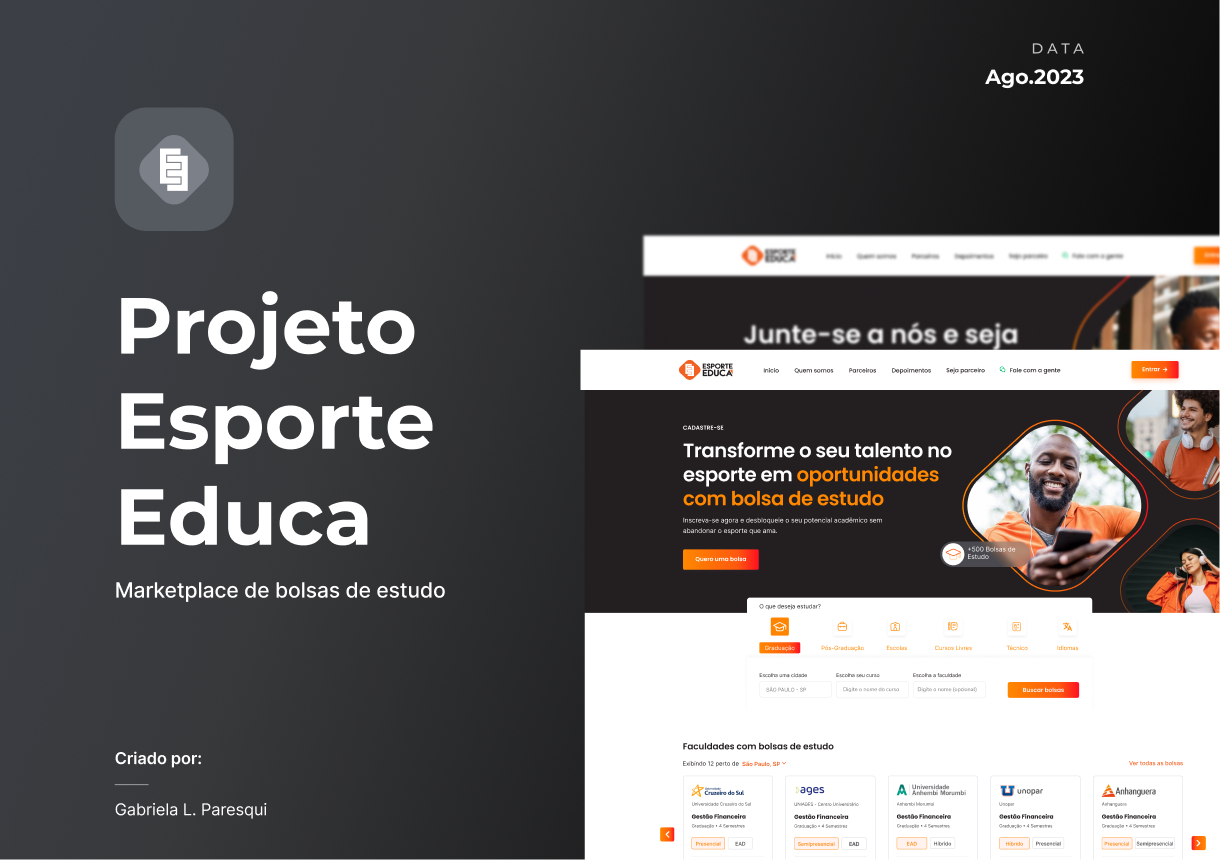 DATA
Ago.2023
Projeto
Esporte
Educa
Marketplace de bolsas de estudo
Criado por:
Gabriela L. Paresqui
ESPORTE
EDUCA
Início Quem somos Parceiros Depoimentos Seja parceiro Fale com a gente
Junte-se a nós e seja
ESPORTE
EDUCA
Início Quem somos Parceiros Depoimentos Seja parceiro Fale com a gente Entrar →
CADASTRE-SE
Transforme o seu talento no
esporte em oportunidades
com bolsa de estudo
Inscreva-se agora e desbloqueie o seu potencial acadêmico sem
abandonar o esporte que ama.
Quero uma bolsa
+500 Bolsas de
Estudo
O que deseja estudar?
Graduação Pós-Graduação Escolas Cursos Livres Técnico Idiomas
Escolha uma cidade Escolha seu curso Escolha a faculdade
SÃO PAULO - SP Digite o nome do curso Digite o nome (opcional) Buscar bolsas
Faculdades com bolsas de estudo
Exibindo 12 perto de São Paulo, SP Ver todas as bolsas
Universidade
Cruzeiro do Sul ages Universidade
Anhembi Morumbi unopar Anhanguera
Universidade Cruzeiro do Sul UNIAGES - Centro Universitário Anhembi Morumbi Unopar Anhanguera
Gestão Financeira Gestão Financeira Gestão Financeira Gestão Financeira Gestão Financeira
Graduação • 4 Semestres Graduação • 4 Semestres Graduação • 4 Semestres Graduação • 4 Semestres Graduação • 4 Semestres
Presencial EAD Semipresencial EAD EAD Híbrido Híbrido Presencial Presencial Semipresencial